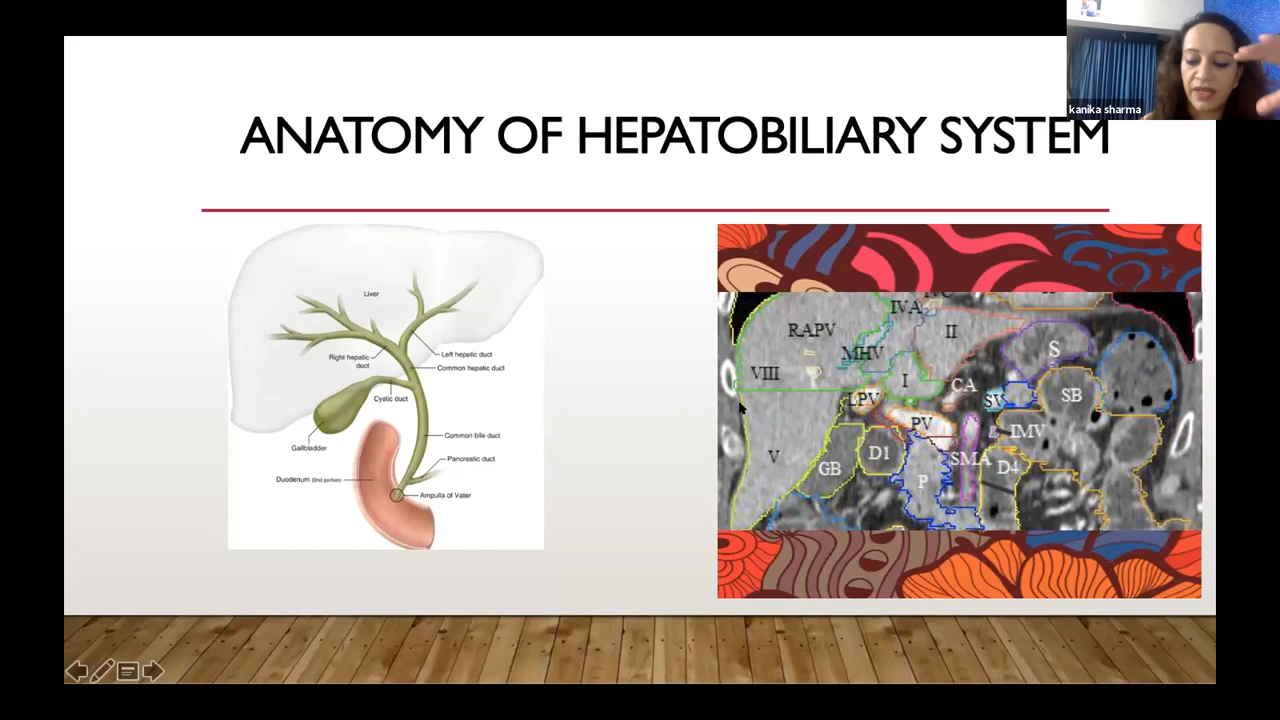 kanika sharma
ANATOMY OF HEPATOBILIARY SYSTEM
Liver
Right hepatic
duct
Left hepatic duct
Common hepatic duct
Cystic duct
Gallbladder
Common bile duct
Pancreatic duct
Duodenum (2nd portion)
Ampulla of Vater
IVA
RAPV
II
MHV
S
VIII
I
CA
LPV
SV
SB
PV
IMV
V
D1
SMA
GB
D4
P